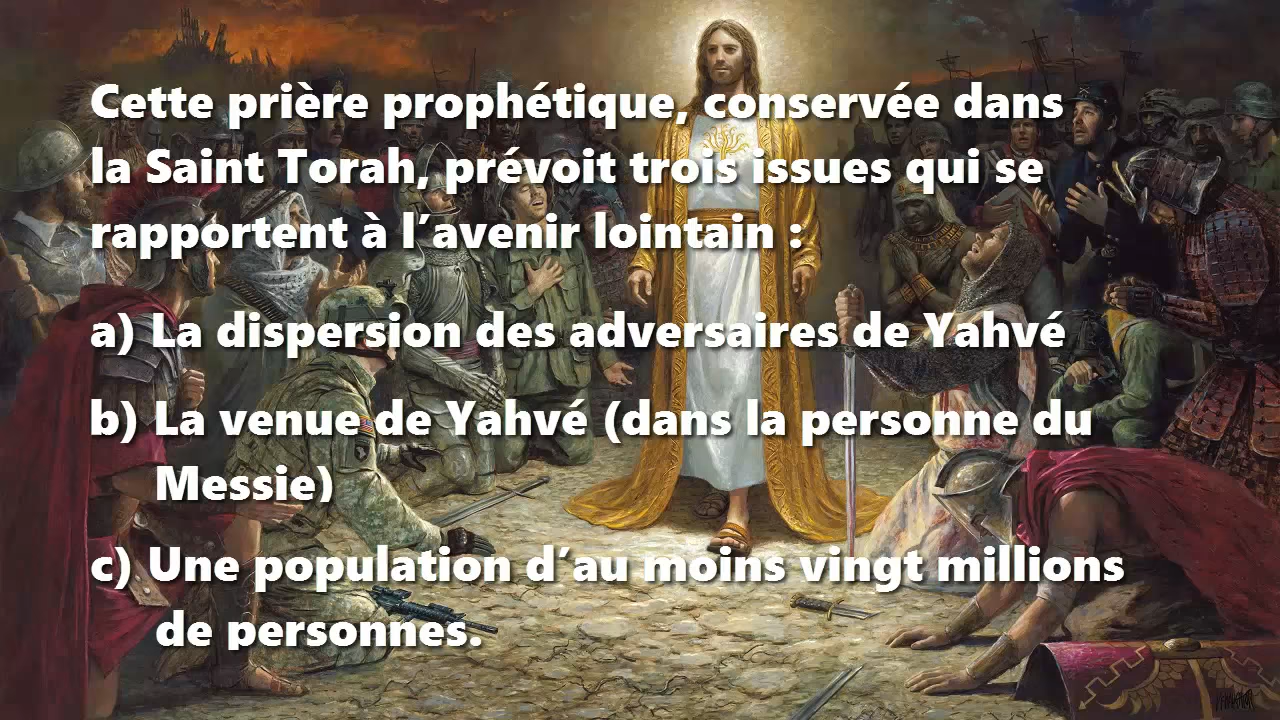 Cette prière prophétique, conservée dans
la Saint Torah, prévoit trois issues qui se
rapportent à l’avenir lointain :
a) La dispersion des adversaires de Yahvé
b) La venue de Yahvé (dans la personne du
Messie)
c) Une population d’au moins vingt millions
de personnes.